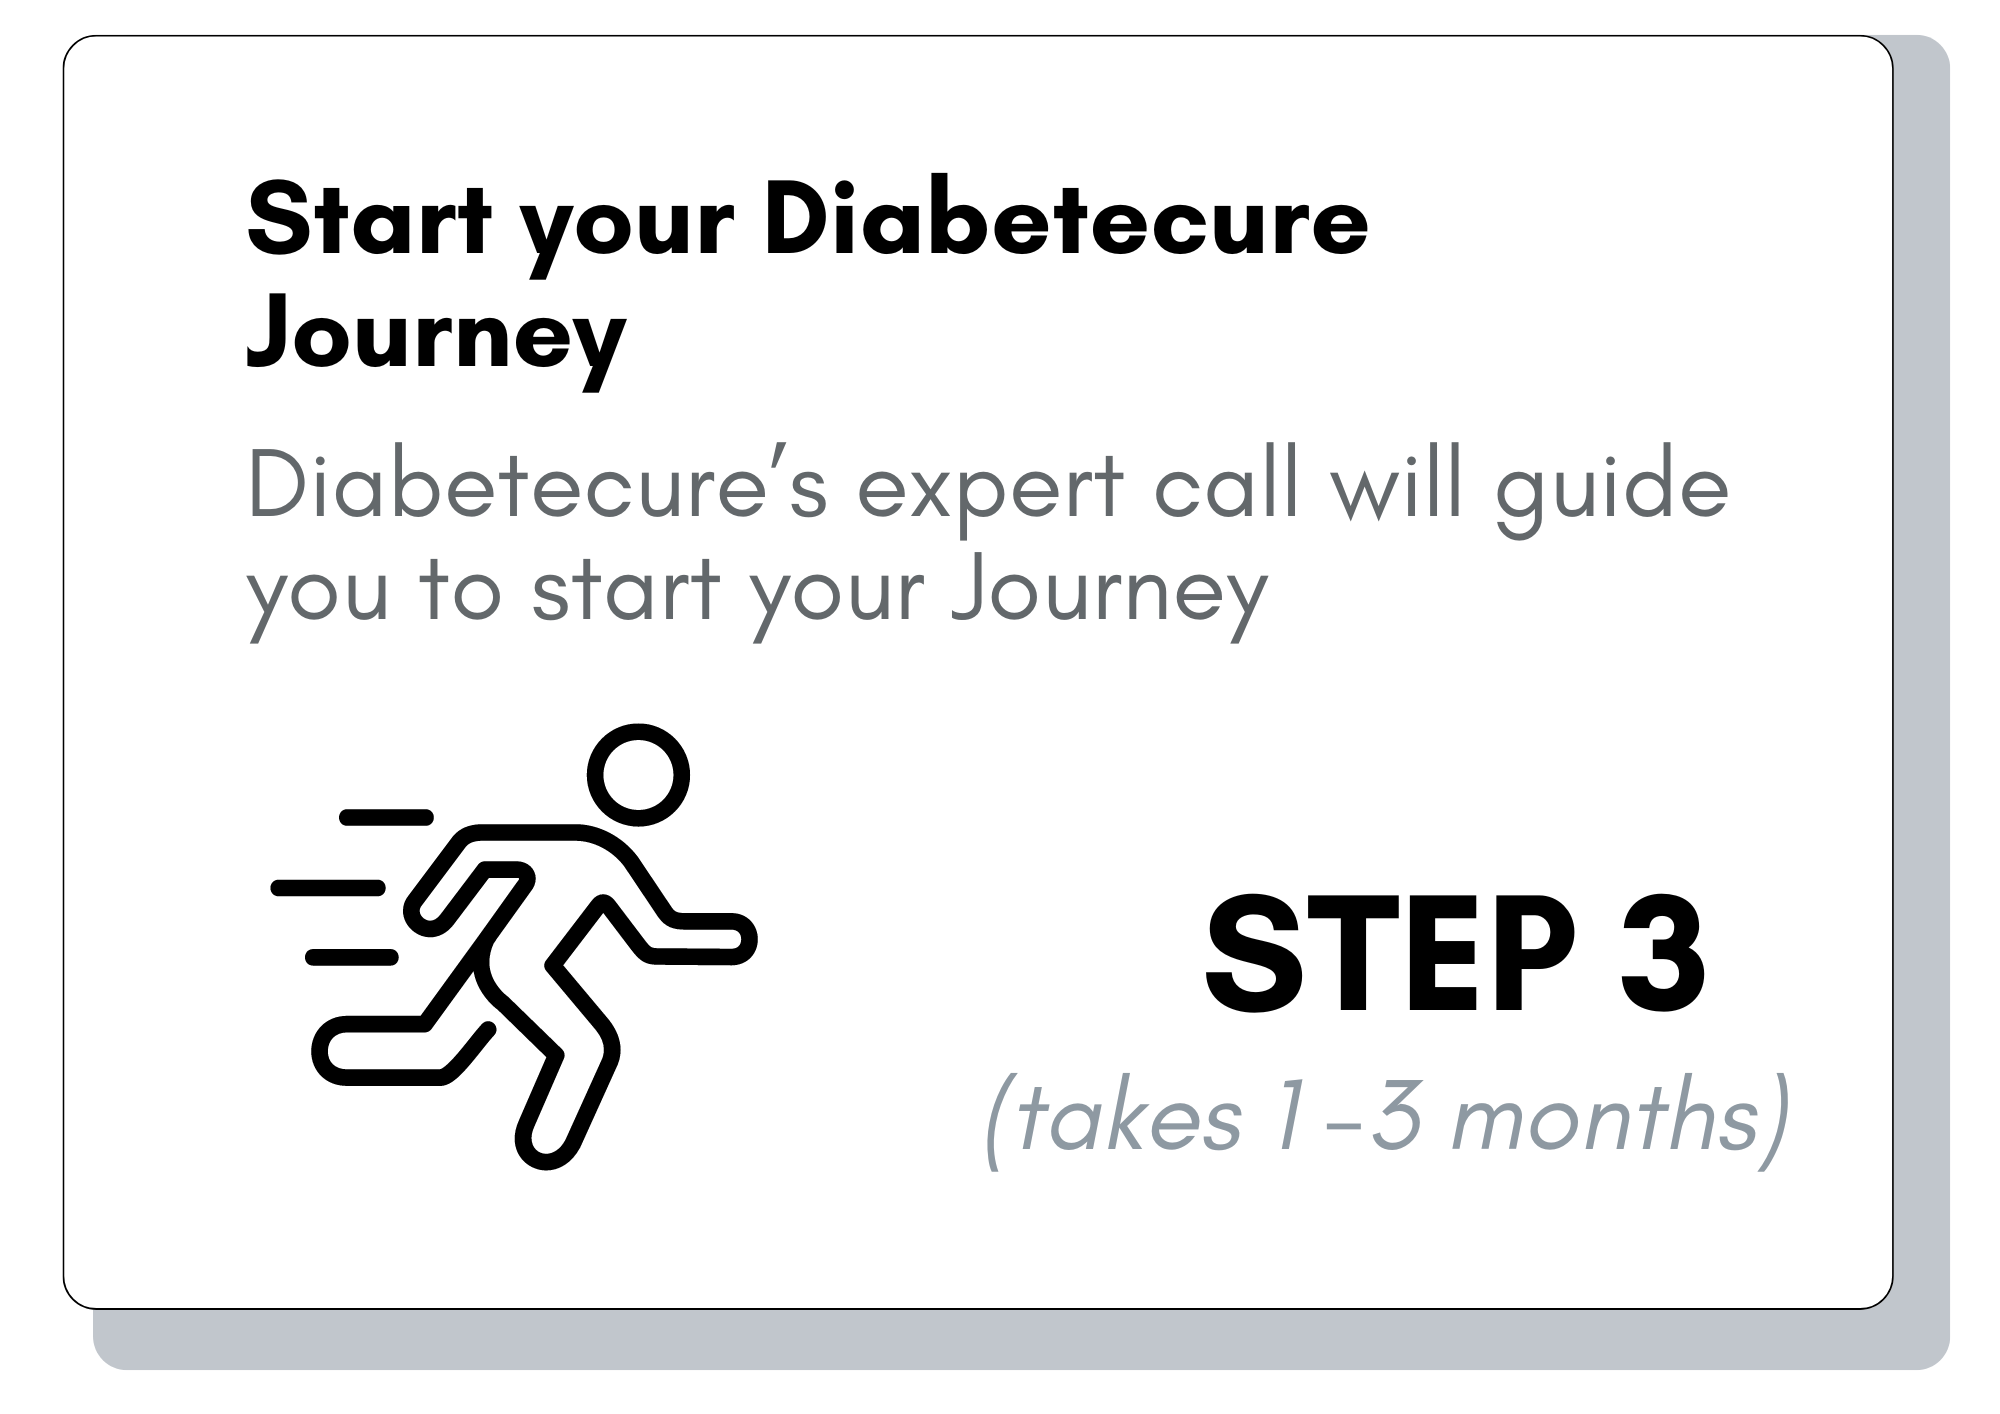 Start your Diabetecure
Journey
Diabetecure’s expert call will guide
you to start your Journey
STEP 3
(takes 1 -3 months)